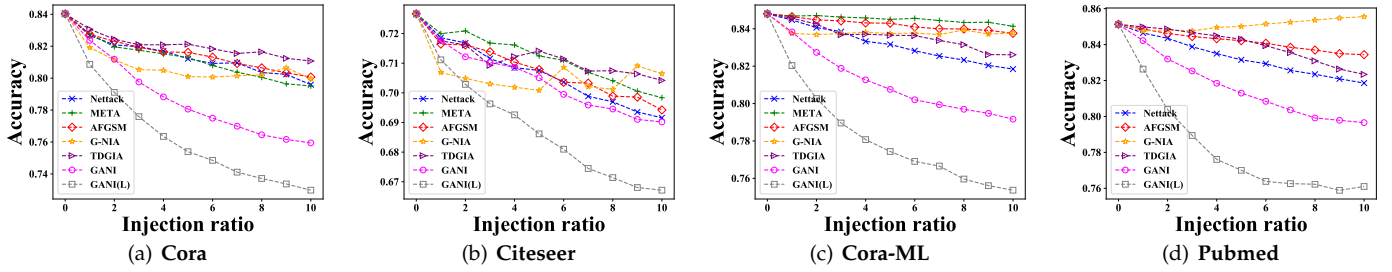 Accuracy
0.84
0.82
0.80
0.78
0.76
0.74
Nettack
META
AFGSM
G-NIA
TDGIA
GANI
GANI(L)
0 2 4 6 8 10
Injection ratio
(a) Cora
Accuracy
0.72
0.71
0.70
0.69
0.68
0.67
Nettack
META
AFGSM
G-NIA
TDGIA
GANI
GANI(L)
0 2 4 6 8 10
Injection ratio
(b) Citeseer
Accuracy
0.84
0.82
0.80
0.78
0.76
Nettack
META
AFGSM
G-NIA
TDGIA
GANI
GANI(L)
0 2 4 6 8 10
Injection ratio
(c) Cora-ML
Accuracy
0.86
0.84
0.82
0.80
0.78
0.76
Nettack
AFGSM
G-NIA
TDGIA
GANI
GANI(L)
0 2 4 6 8 10
Injection ratio
(d) Pubmed